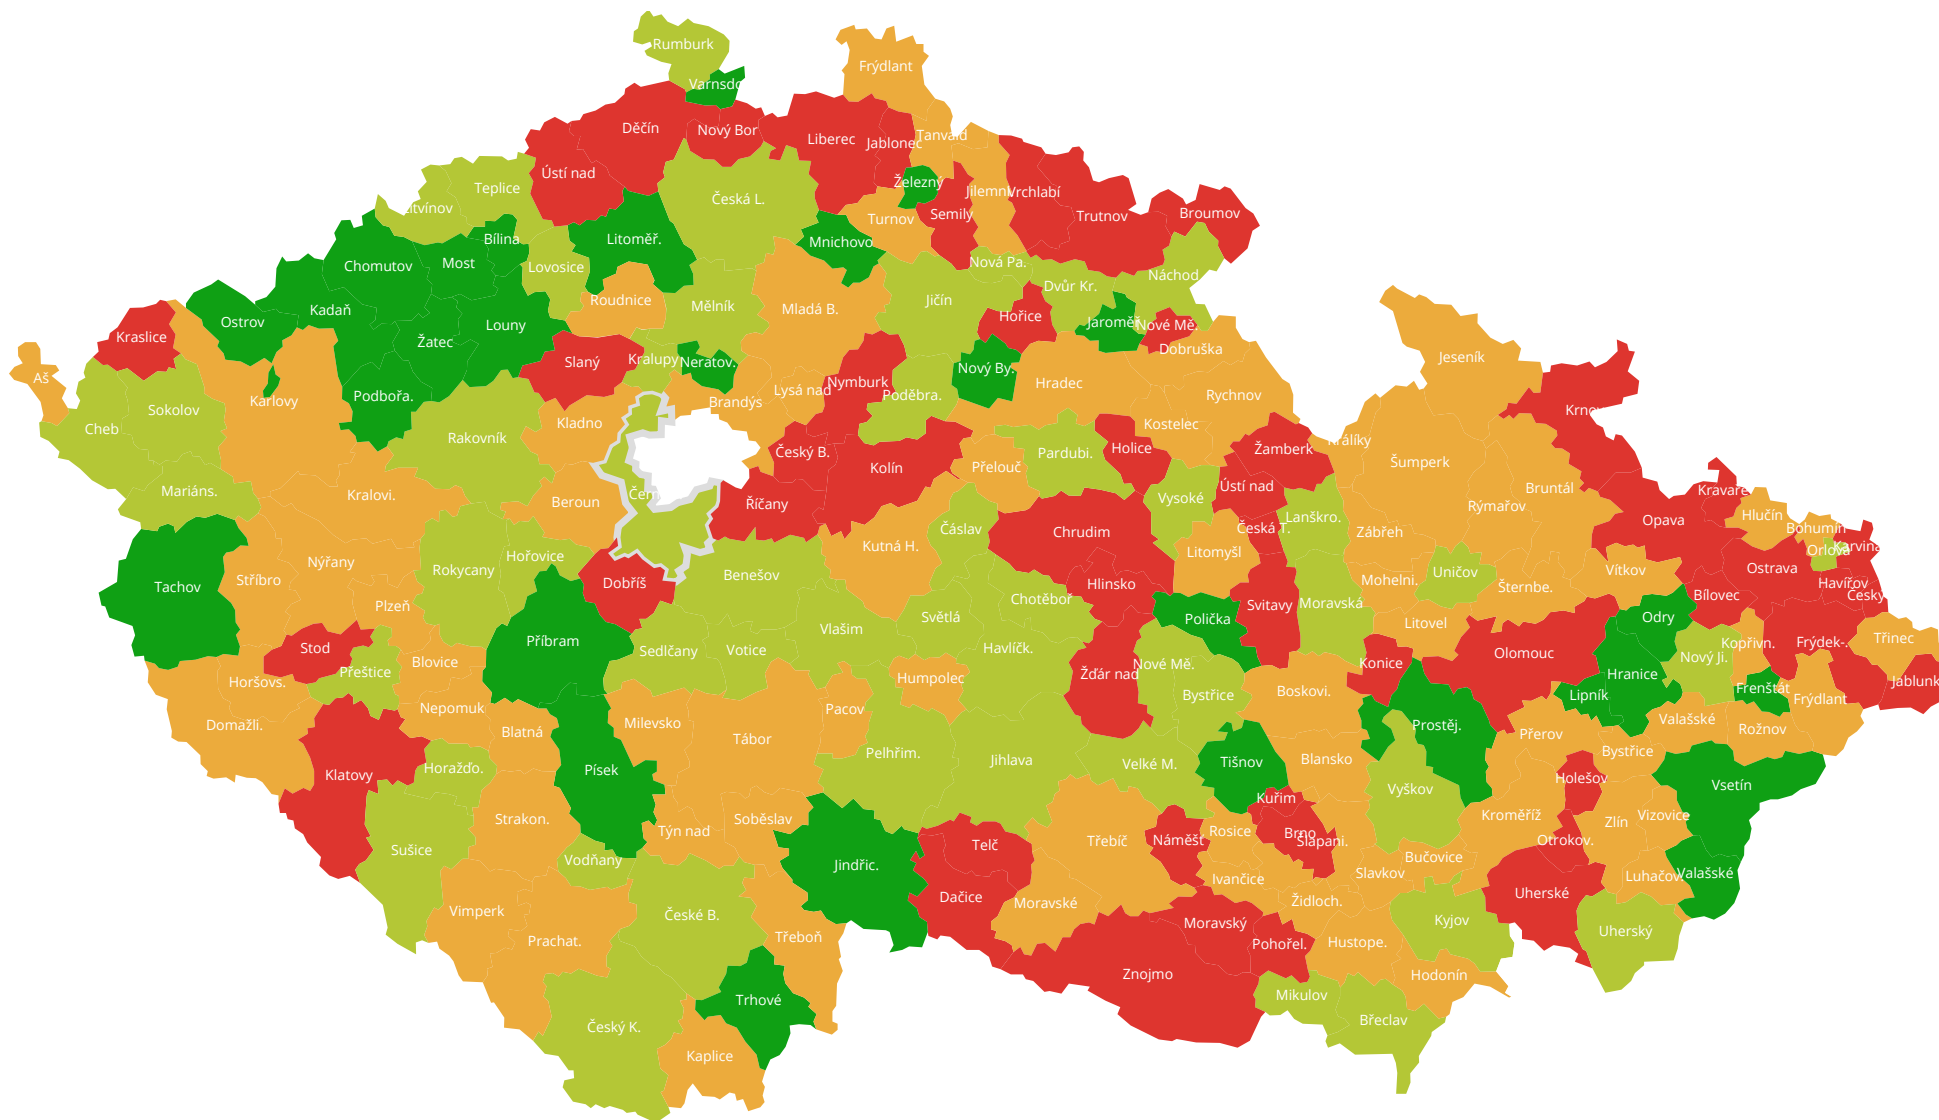 Rumburk
Frýdlant
Varnsdo
Děčín
Nový Bor
Liberec
Jablonec
Tanvald
Ústí nad
Teplice
Litvínov
Česká L.
Železný
Jilemni
Vrchlabí
Semily
Turnov
Trutnov
Broumov
Bílina
Litoměř.
Mnichovo
Chomutov
Most
Lovosice
Nová Pa.
Náchod
Dvůr Kr.
Roudnice
Mělník
Mladá B.
Jičín
Kadaň
Ostrov
Louny
Hořice
Jaroměř
Nové Mě.
Kraslice
Žatec
Slaný
Kralupy
Neratov.
Dobruška
Jeseník
Aš
Nový By.
Nymburk
Lysá nad
Poděbra.
Hradec
Rychnov
Podbořa.
Karlovy
Sokolov
Brandýs
Krno
Cheb
Rakovník
Kladno
Kostelec
Králíky
Český B.
Kolín
Přelouč
Pardubi.
Holice
Žamberk
Šumperk
Mariáns.
Kralovi.
Beroun
Čern
Říčany
Vysoké
Ústí nad
Bruntál
Kravaře
Rýmařov
Lanškro.
Hlučín
Opava
Bohumín
Čáslav
Chrudim
Česká T.
Zábřeh
Kutná H.
Litomyšl
Orlová
Karviná
Hořovice
Nýřany
Rokycany
Stříbro
Tachov
Dobříš
Benešov
Hlinsko
Mohelni.
Uničov
Šternbe.
Vítkov
Ostrava
Havířov
Bílovec
Český
Plzeň
Chotěboř
Světlá
Svitavy
Moravská
Polička
Litovel
Odry
Vlašim
Příbram
Stod
Sedlčany
Votice
Havlíčk.
Kopřivn.
Frýdek-.
Třinec
Olomouc
Nový Ji.
Blovice
Přeštice
Konice
Nové Mě.
Žďár nad
Hranice
Horšovs.
Humpolec
Bystřice
Boskovi.
Lipník
Frenštát
Frýdlant
Jablunk
Nepomuk
Pacov
Milevsko
Domažli.
Blatná
Tábor
Prostěj.
Valašské
Rožnov
Přerov
Pelhřim.
Jihlava
Velké M.
Tišnov
Blansko
Bystřice
Horažďo.
Písek
Klatovy
Holešov
Vsetín
Vyškov
Kuřim
Strakon.
Soběslav
Týn nad
Kroměříž
Vizovice
Zlín
Rosice
Brno
Šlapani.
Třebíč
Náměšť
Otrokov.
Telč
Sušice
Vodňany
Jindřic.
Bučovice
Slavkov
Ivančice
Luhačov.
Valašské
Dačice
Uherské
Židloch.
Moravské
Vimperk
České B.
Kyjov
Moravský
Uherský
Třeboň
Prachat.
Pohořel.
Hustope.
Znojmo
Hodonín
Mikulov
Trhové
Břeclav
Český K.
Kaplice